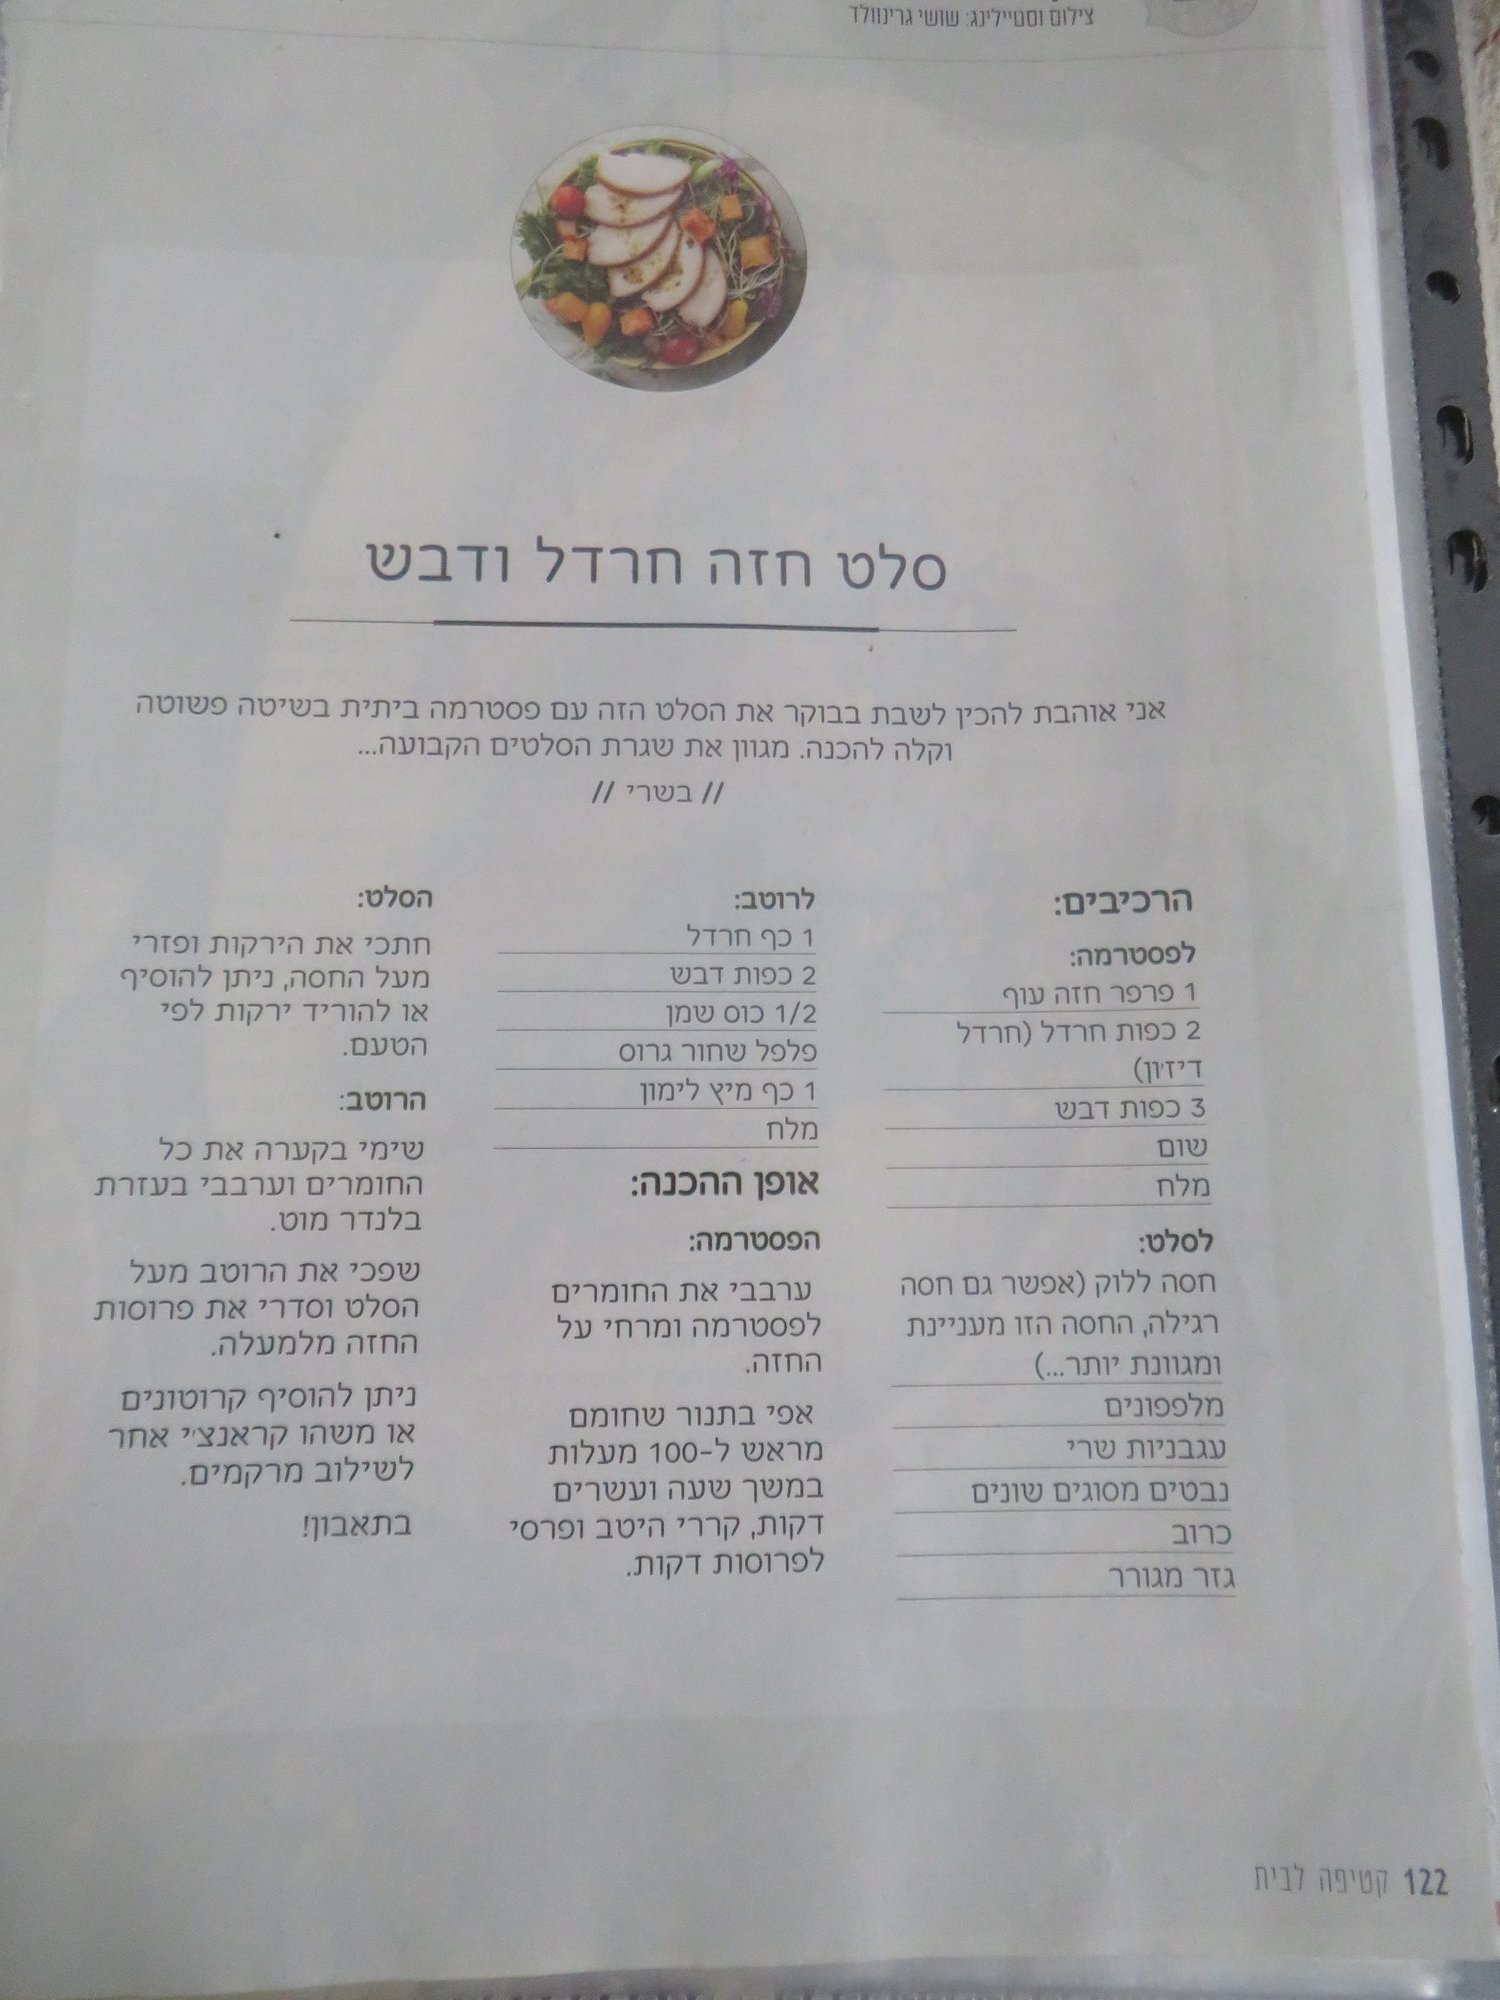 צילום וסטיילינג: שושי גרינוולד
סלט חזה חרדל ודבש
אני אוהבת להכין לשבת בבוקר את הסלט הזה עם פסטרמה ביתית בשיטה פשוטה
וקלה להכנה. מגוון את שגרת הסלטים הקבועה...
// בשרי //
הרכיבים:
לפסטרמה:
1 פרפר חזה עוף
2 כפות חרדל (חרדל
דיז'ון)
3 כפות דבש
שום
מלח
לסלט:
חסה ללוק (אפשר גם חסה
רגילה, החסה הזו מעניינת
ומגוונת יותר...)
מלפפונים
עגבניות שרי
נבטים מסוגים שונים
כרוב
גזר מגורר
לרוטב:
1 כף חרדל
2 כפות דבש
1/2 כוס שמן
פלפל שחור גרוס
1 כף מיץ לימון
מלח
אופן ההכנה:
הפסטרמה:
ערבבי את החומרים
לפסטרמה ומרחי על
החזה.
אפי בתנור שחומם
מראש ל-100 מעלות
במשך שעה ועשרים
דקות, קררי היטב ופרסי
לפרוסות דקות.
הסלט:
חתכי את הירקות ופזרי
מעל החסה, ניתן להוסיף
או להוריד ירקות לפי
הטעם.
הרוטב:
שימי בקערה את כל
החומרים וערבבי בעזרת
בלנדר מוט.
שפכי את הרוטב מעל
הסלט וסדרי את פרוסות
החזה מלמעלה.
ניתן להוסיף קרוטונים
או משהו קראנצ'י אחר
לשילוב מרקמים.
בתאבון!
122 קטיפה לבית